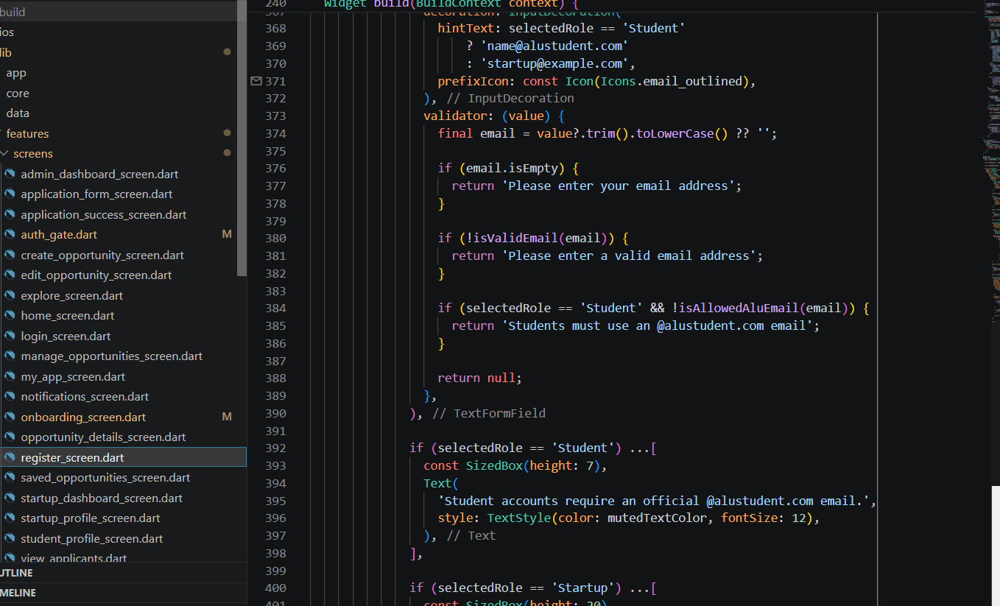 build
ios
lib
app
core
data
features
screens
admin_dashboard_screen.dart
application_form_screen.dart
application_success_screen.dart
auth_gate.dart M
create_opportunity_screen.dart
edit_opportunity_screen.dart
explore_screen.dart
home_screen.dart
login_screen.dart
manage_opportunities_screen.dart
my_app_screen.dart
notifications_screen.dart
onboarding_screen.dart M
opportunity_details_screen.dart
register_screen.dart
saved_opportunities_screen.dart
startup_dashboard_screen.dart
startup_profile_screen.dart
student_profile_screen.dart
view_applicants.dart
UTLINE
MELINE
240 Widget build(BuildContext context) {
367 decoration: InputDecoration(
368 hintText: selectedRole == 'Student'
369 ? 'name@alustudent.com'
370 : 'startup@example.com',
371 prefixIcon: const Icon(Icons.email_outlined),
372 ), // InputDecoration
373 validator: (value) {
374 final email = value?.trim().toLowerCase() ?? '';
375
376 if (email.isEmpty) {
377 return 'Please enter your email address';
378 }
379
380 if (!isValidEmail(email)) {
381 return 'Please enter a valid email address';
382 }
383
384 if (selectedRole == 'Student' && !isAllowedAluEmail(email)) {
385 return 'Students must use an @alustudent.com email';
386 }
387
388 return null;
389 },
390 ), // TextFormField
391
392 if (selectedRole == 'Student') ...[
393 const SizedBox(height: 7),
394 Text(
395 'Student accounts require an official @alustudent.com email.',
396 style: TextStyle(color: mutedTextColor, fontSize: 12),
397 ), // Text
398 ],
399
400 if (selectedRole == 'Startup') ...[
401 const SizedBox(height: 20),